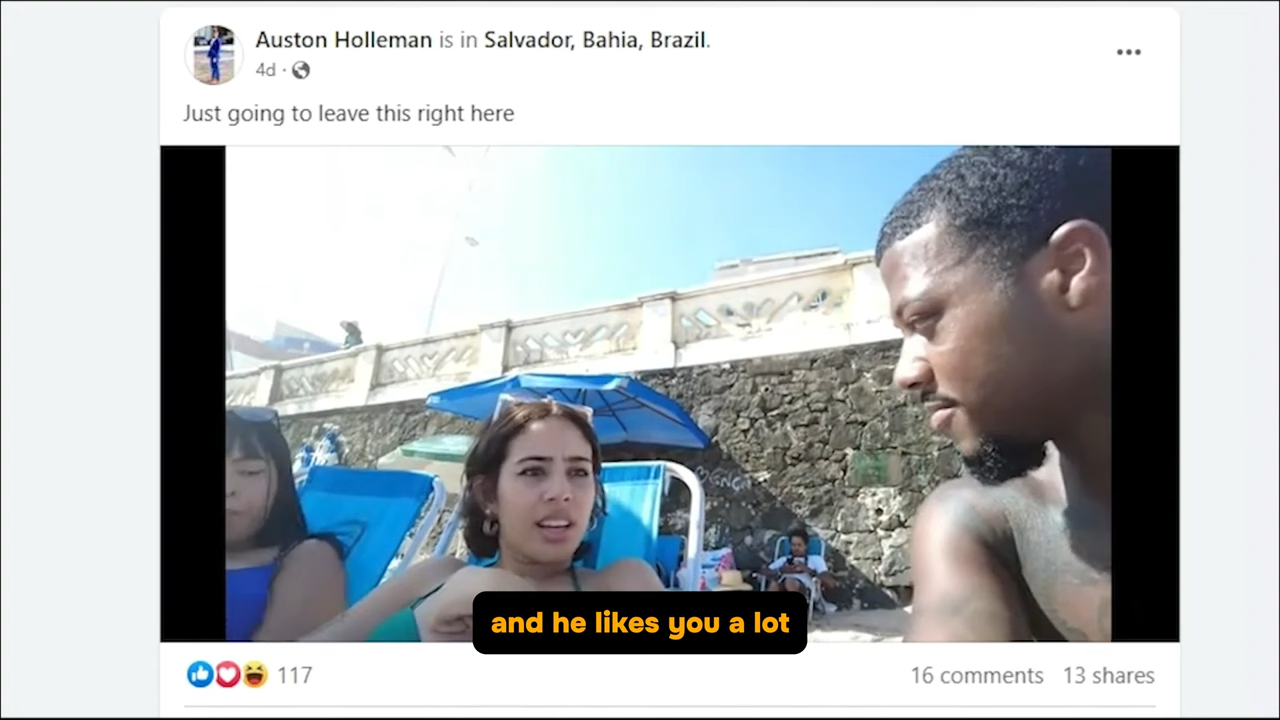 Auston Holleman is in Salvador, Bahia, Brazil.
4d ·
Just going to leave this right here
and he likes you a lot
117
16 comments 13 shares